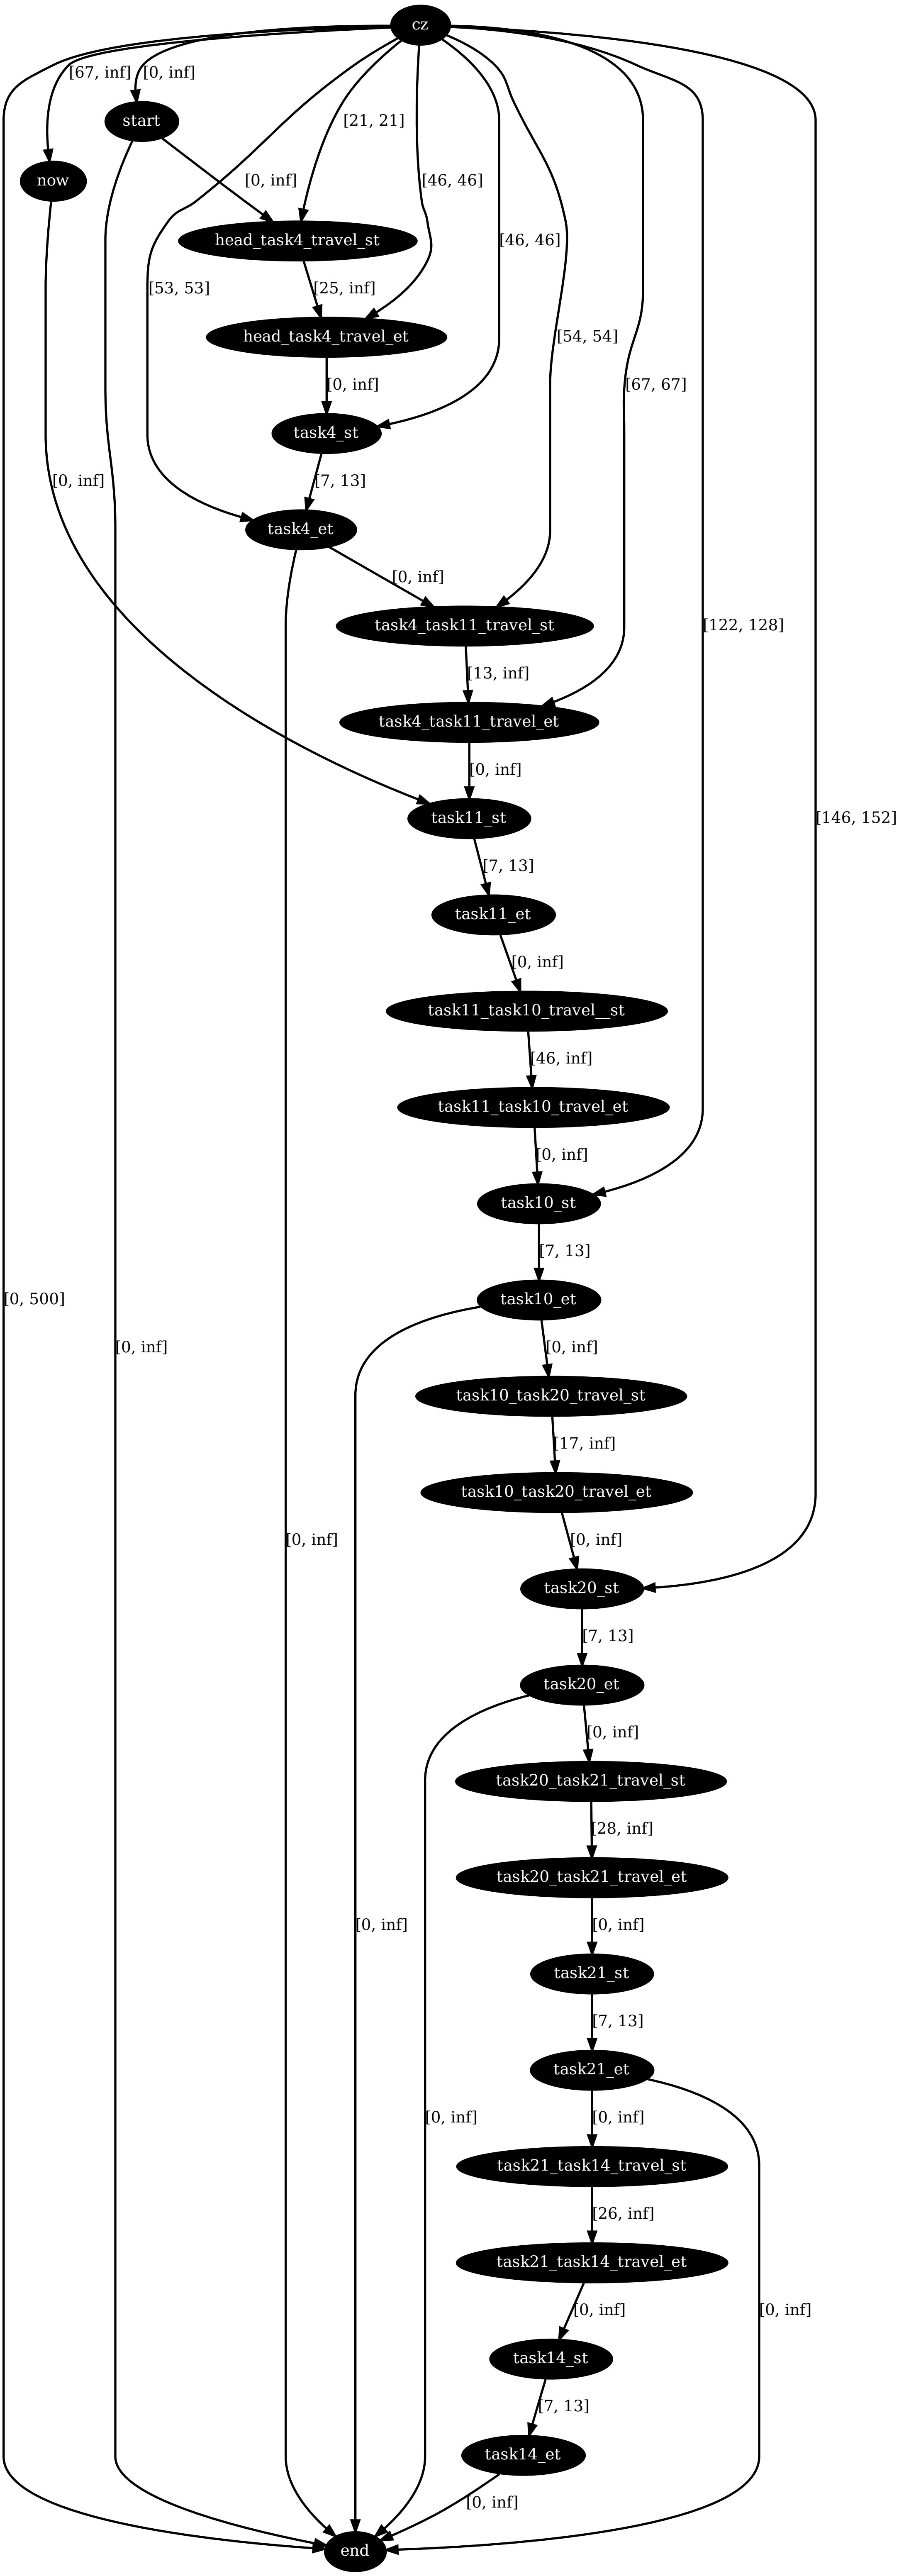 cz
[67, inf] [0, inf]
start
[21, 21]
now
[0, inf]
[46, 46]
head_task4_travel_st
[46, 46]
[53, 53]
[25, inf]
head_task4_travel_et
[54, 54]
[0, inf]
[67, 67]
task4_st
[0, inf]
[7, 13]
task4_et
[0, inf]
task4_task11_travel_st
[122, 128]
[13, inf]
task4_task11_travel_et
[0, inf]
task11_st
[146, 152]
[7, 13]
task11_et
[0, inf]
task11_task10_travel__st
[46, inf]
task11_task10_travel_et
[0, inf]
task10_st
[7, 13]
task10_et
[0, 500]
[0, inf]
[0, inf]
task10_task20_travel_st
[17, inf]
task10_task20_travel_et
[0, inf]
[0, inf]
task20_st
[7, 13]
task20_et
[0, inf]
task20_task21_travel_st
[28, inf]
task20_task21_travel_et
[0, inf]
[0, inf]
task21_st
[7, 13]
task21_et
[0, inf]
[0, inf]
task21_task14_travel_st
[26, inf]
task21_task14_travel_et
[0, inf]
[0, inf]
task14_st
[7, 13]
task14_et
[0, inf]
end